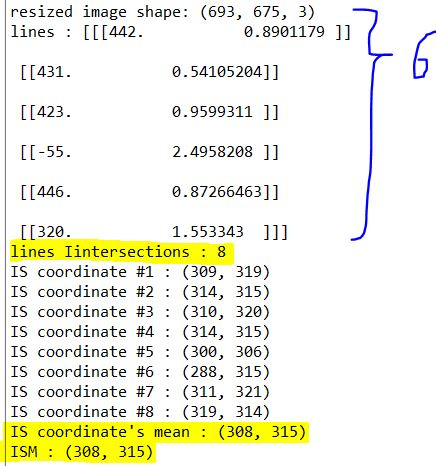 resized image shape: (693, 675, 3)
lines : [[[442.          0.8901179 ]]
[[431.          0.54105204]]
[[423.          0.9599311 ]]
[[-55.          2.4958208 ]]
[[446.          0.87266463]]
[[320.          1.553343  ]]]
6
lines Iintersections : 8
IS coordinate #1 : (309, 319)
IS coordinate #2 : (314, 315)
IS coordinate #3 : (310, 320)
IS coordinate #4 : (314, 315)
IS coordinate #5 : (300, 306)
IS coordinate #6 : (288, 315)
IS coordinate #7 : (311, 321)
IS coordinate #8 : (319, 314)
IS coordinate's mean : (308, 315)
ISM : (308, 315)